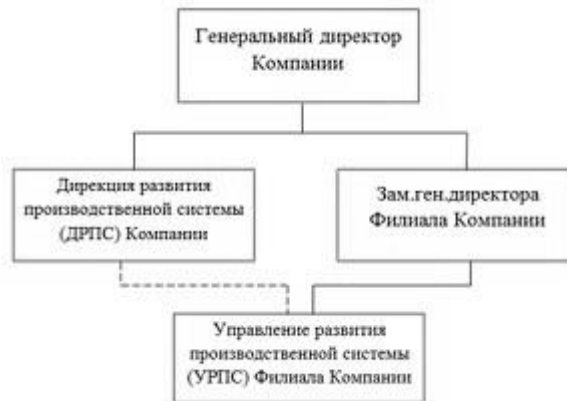 Генеральный директор
Компании
Дирекция развития
производственной системы
(ДРПС) Компании
Зам.ген.директора
Филиала Компании
Управление развития
производственной системы
(УРПС) Филиала Компании